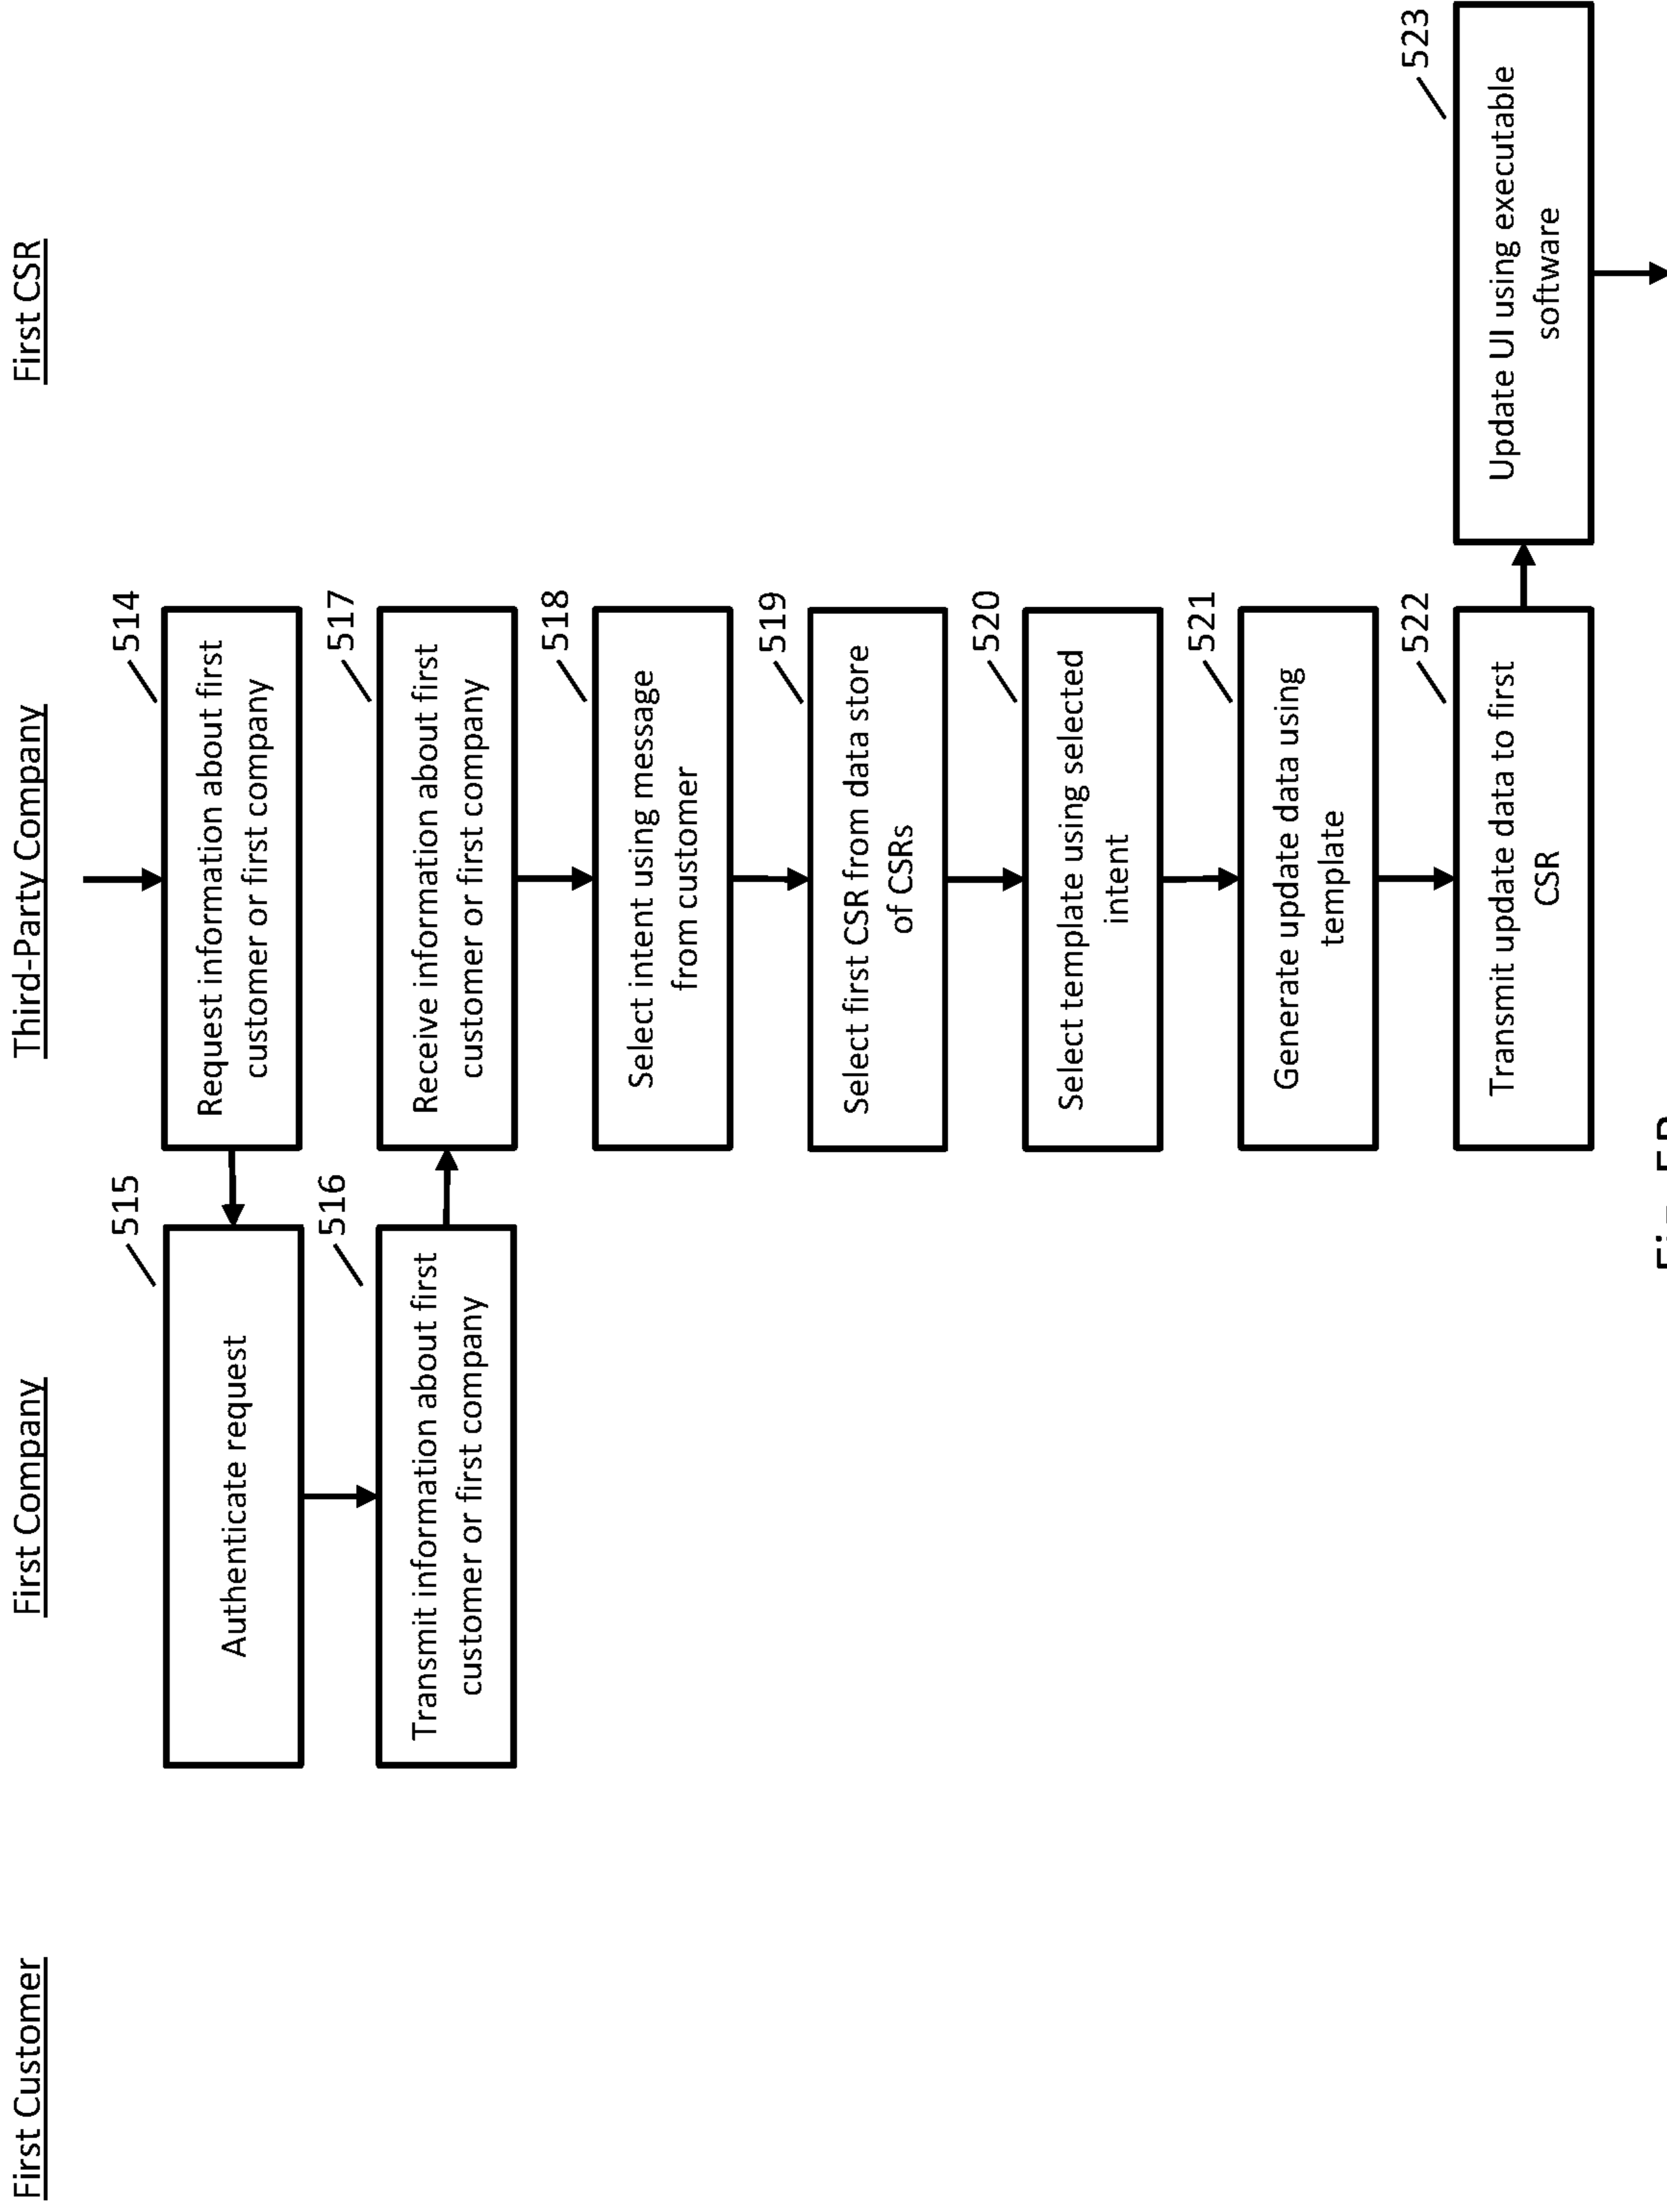 First Customer
First Company
Third-Party Company
First CSR
514
Request information about first
customer or first company
515
Authenticate request
516
Transmit information about first
customer or first company
517
Receive information about first
customer or first company
518
Select intent using message
from customer
519
Select first CSR from data store
of CSRs
520
Select template using selected
intent
521
Generate update data using
template
522
Transmit update data to first
CSR
523
Update UI using executable
software